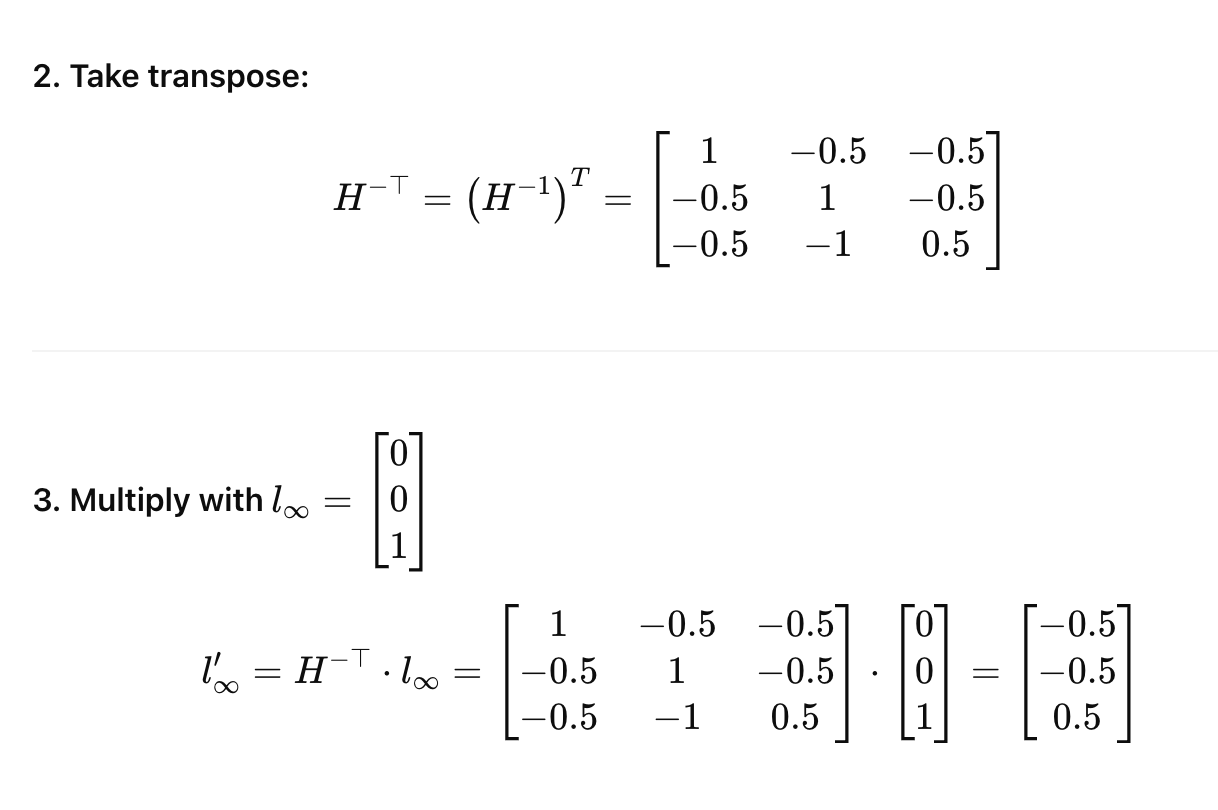 2. Take transpose:
H^{-⊤} = (H^{-1})^T = [1 −0.5 −0.5; −0.5 1 −0.5; −0.5 −1 0.5]
3. Multiply with l_∞ = [0; 0; 1]
l'_∞ = H^{-⊤} · l_∞ = [1 −0.5 −0.5; −0.5 1 −0.5; −0.5 −1 0.5] · [0; 0; 1] = [−0.5; −0.5; 0.5]